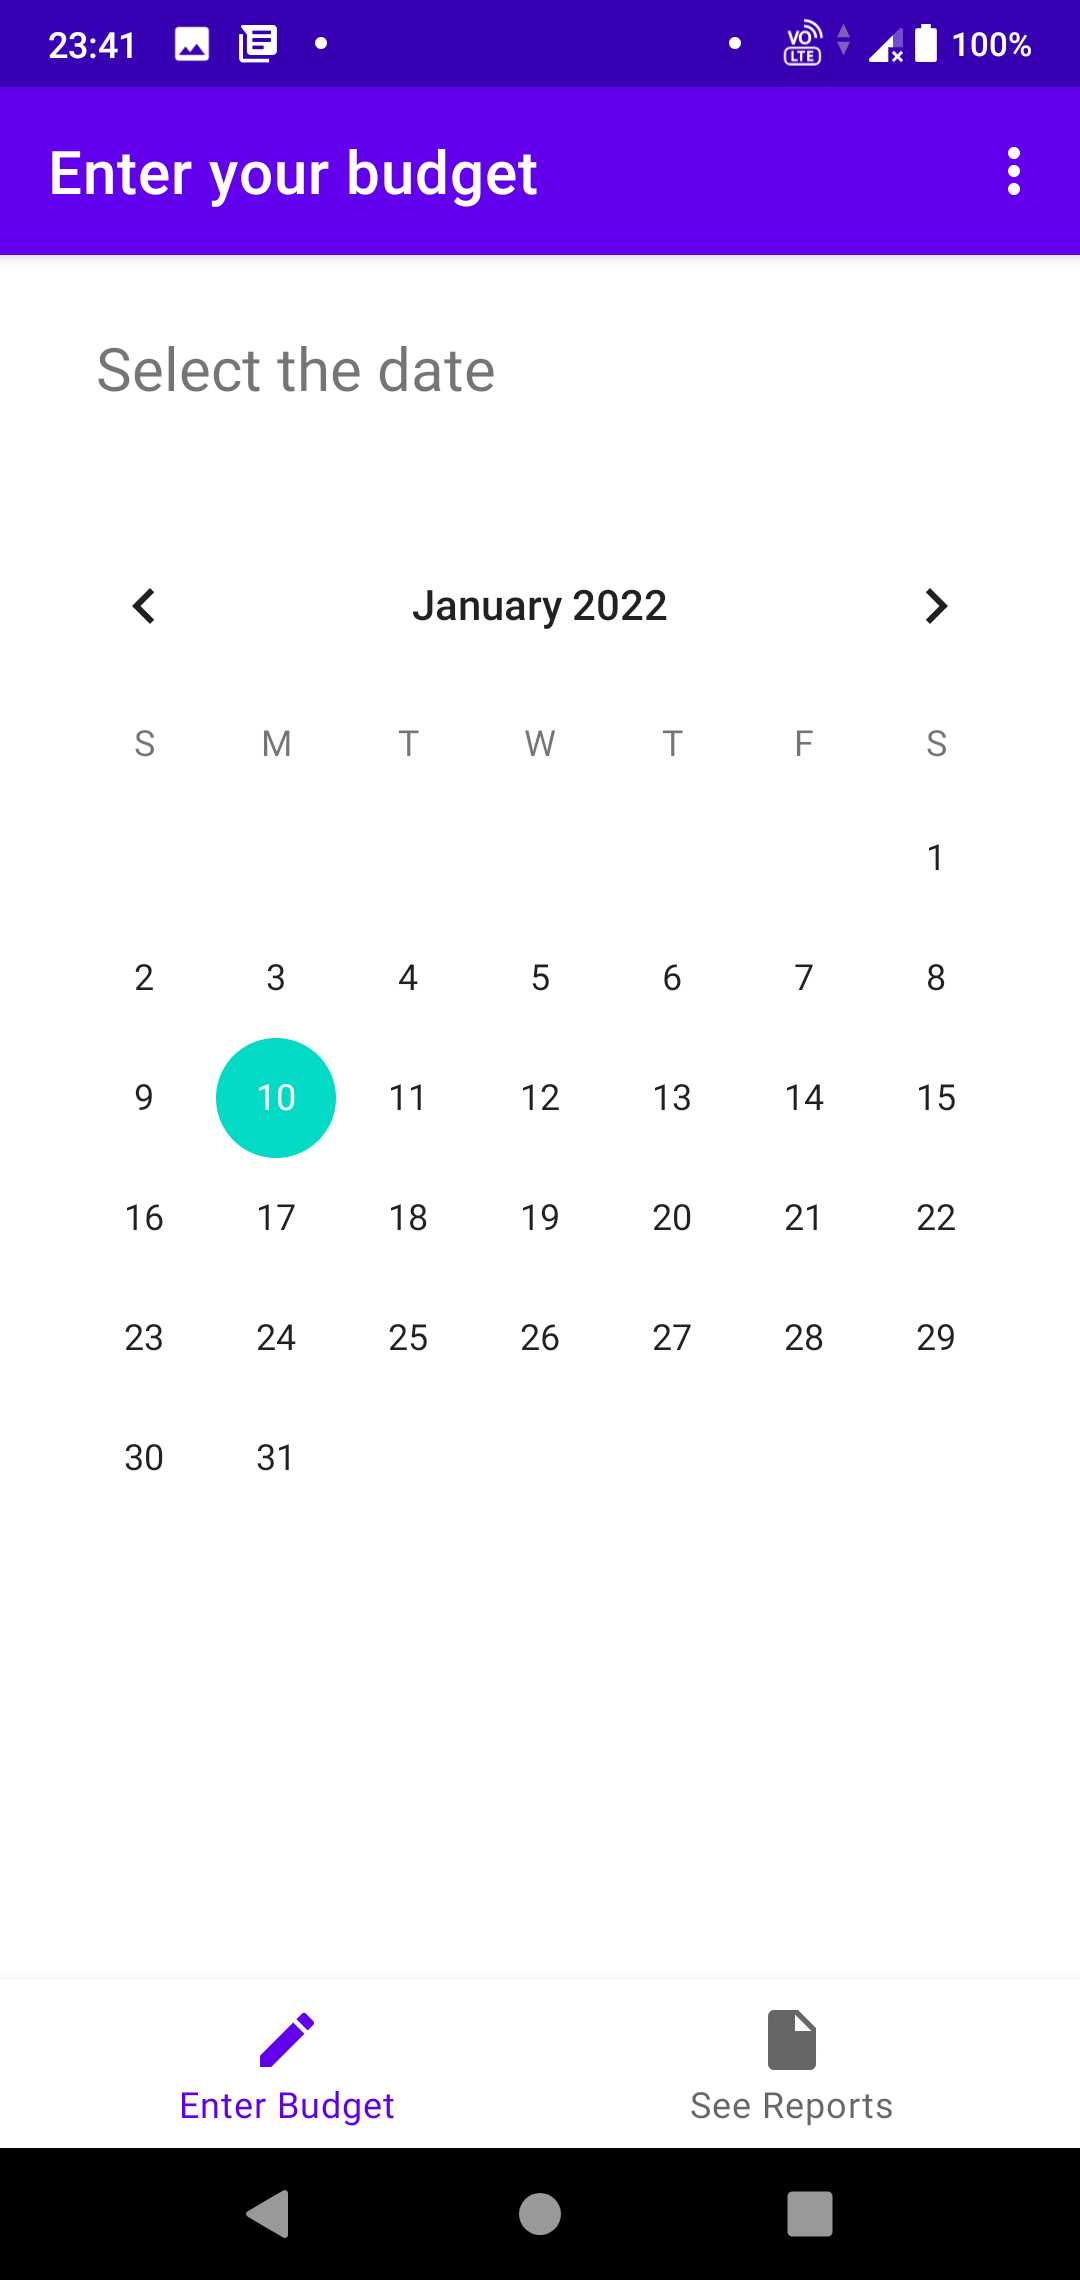 23:41 VO LTE 100%
Enter your budget
Select the date
January 2022
S M T W T F S
1
2 3 4 5 6 7 8
9 10 11 12 13 14 15
16 17 18 19 20 21 22
23 24 25 26 27 28 29
30 31
Enter Budget See Reports